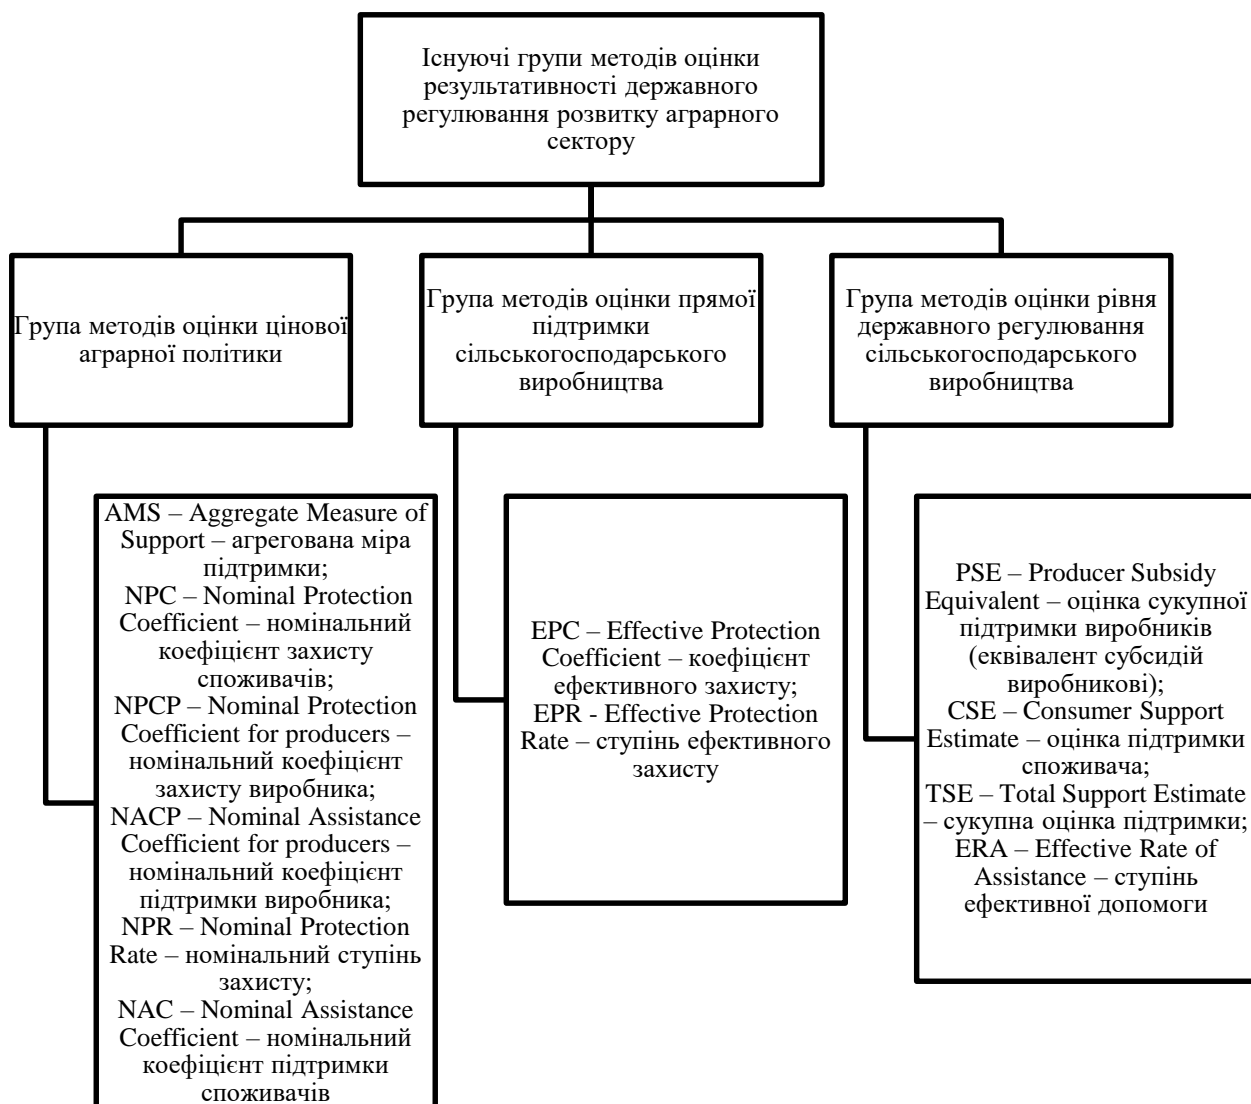 Існуючі групи методів оцінки
результативності державного
регулювання розвитку аграрного
сектору
Група методів оцінки цінової
аграрної політики
Група методів оцінки прямої
підтримки
сільськогосподарського
виробництва
Група методів оцінки рівня
державного регулювання
сільськогосподарського
виробництва
AMS – Aggregate Measure of
Support – агрегована міра
підтримки;
NPC – Nominal Protection
Coefficient – номінальний
коефіцієнт захисту
споживачів;
NPCP – Nominal Protection
Coefficient for producers –
номінальний коефіцієнт
захисту виробника;
NACP – Nominal Assistance
Coefficient for producers –
номінальний коефіцієнт
підтримки виробника;
NPR – Nominal Protection
Rate – номінальний ступінь
захисту;
NAC – Nominal Assistance
Coefficient – номінальний
коефіцієнт підтримки
споживачів
EPC – Effective Protection
Coefficient – коефіцієнт
ефективного захисту;
EPR - Effective Protection
Rate – ступінь ефективного
захисту
PSE – Producer Subsidy
Equivalent – оцінка сукупної
підтримки виробників
(еквівалент субсидій
виробникові);
CSE – Consumer Support
Estimate – оцінка підтримки
споживача;
TSE – Total Support Estimate
– сукупна оцінка підтримки;
ERA – Effective Rate of
Assistance – ступінь
ефективної допомоги